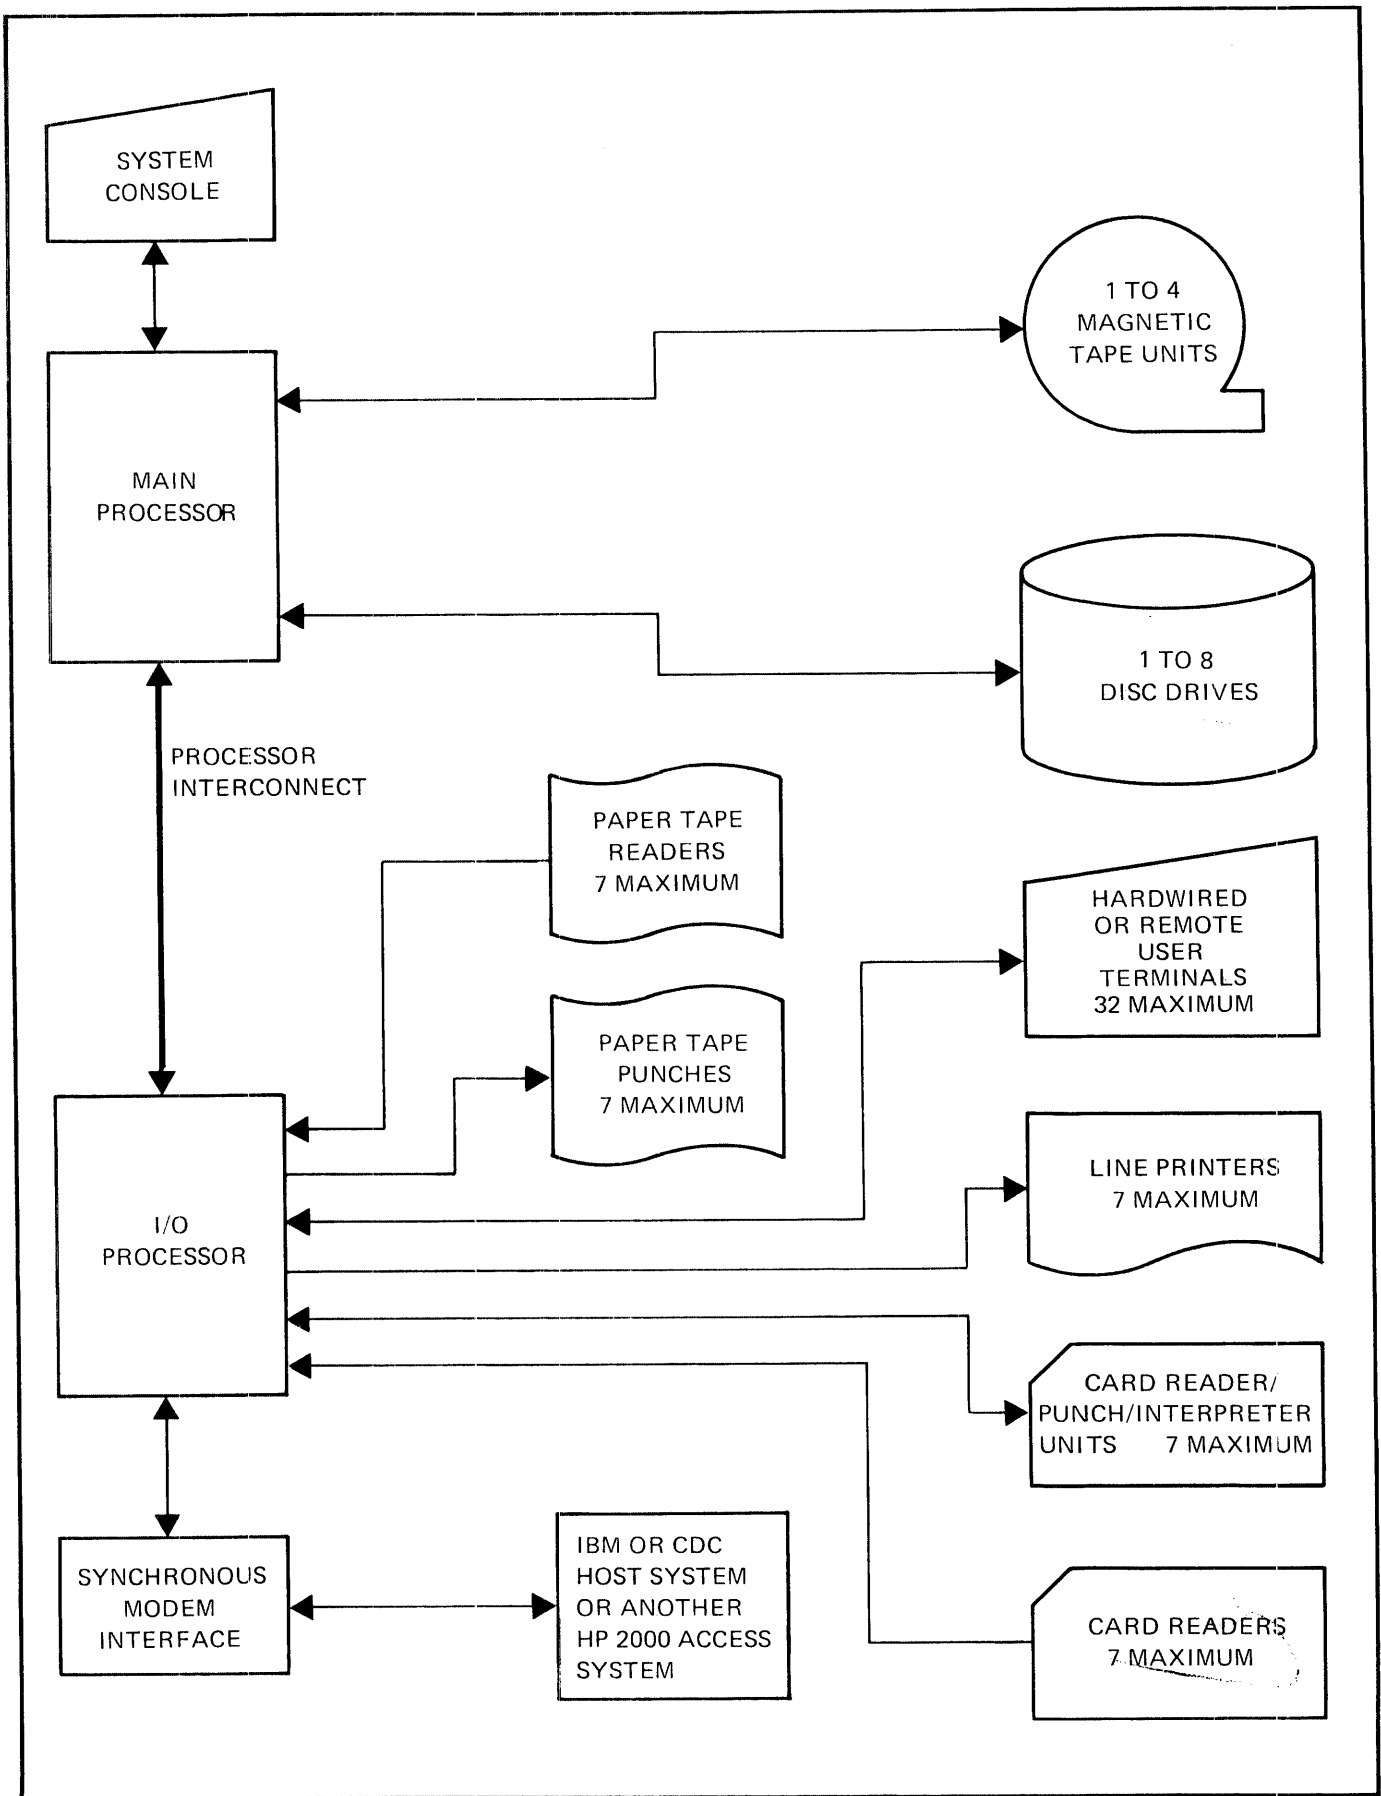 SYSTEM
CONSOLE
1 TO 4
MAGNETIC
TAPE UNITS
MAIN
PROCESSOR
1 TO 8
DISC DRIVES
PROCESSOR
INTERCONNECT
PAPER TAPE
READERS
7 MAXIMUM
HARDWIRED
OR REMOTE
USER
TERMINALS
32 MAXIMUM
PAPER TAPE
PUNCHES
7 MAXIMUM
LINE PRINTERS
7 MAXIMUM
I/O
PROCESSOR
CARD READER/
PUNCH/INTERPRETER
UNITS 7 MAXIMUM
SYNCHRONOUS
MODEM
INTERFACE
IBM OR CDC
HOST SYSTEM
OR ANOTHER
HP 2000 ACCESS
SYSTEM
CARD READERS
7 MAXIMUM